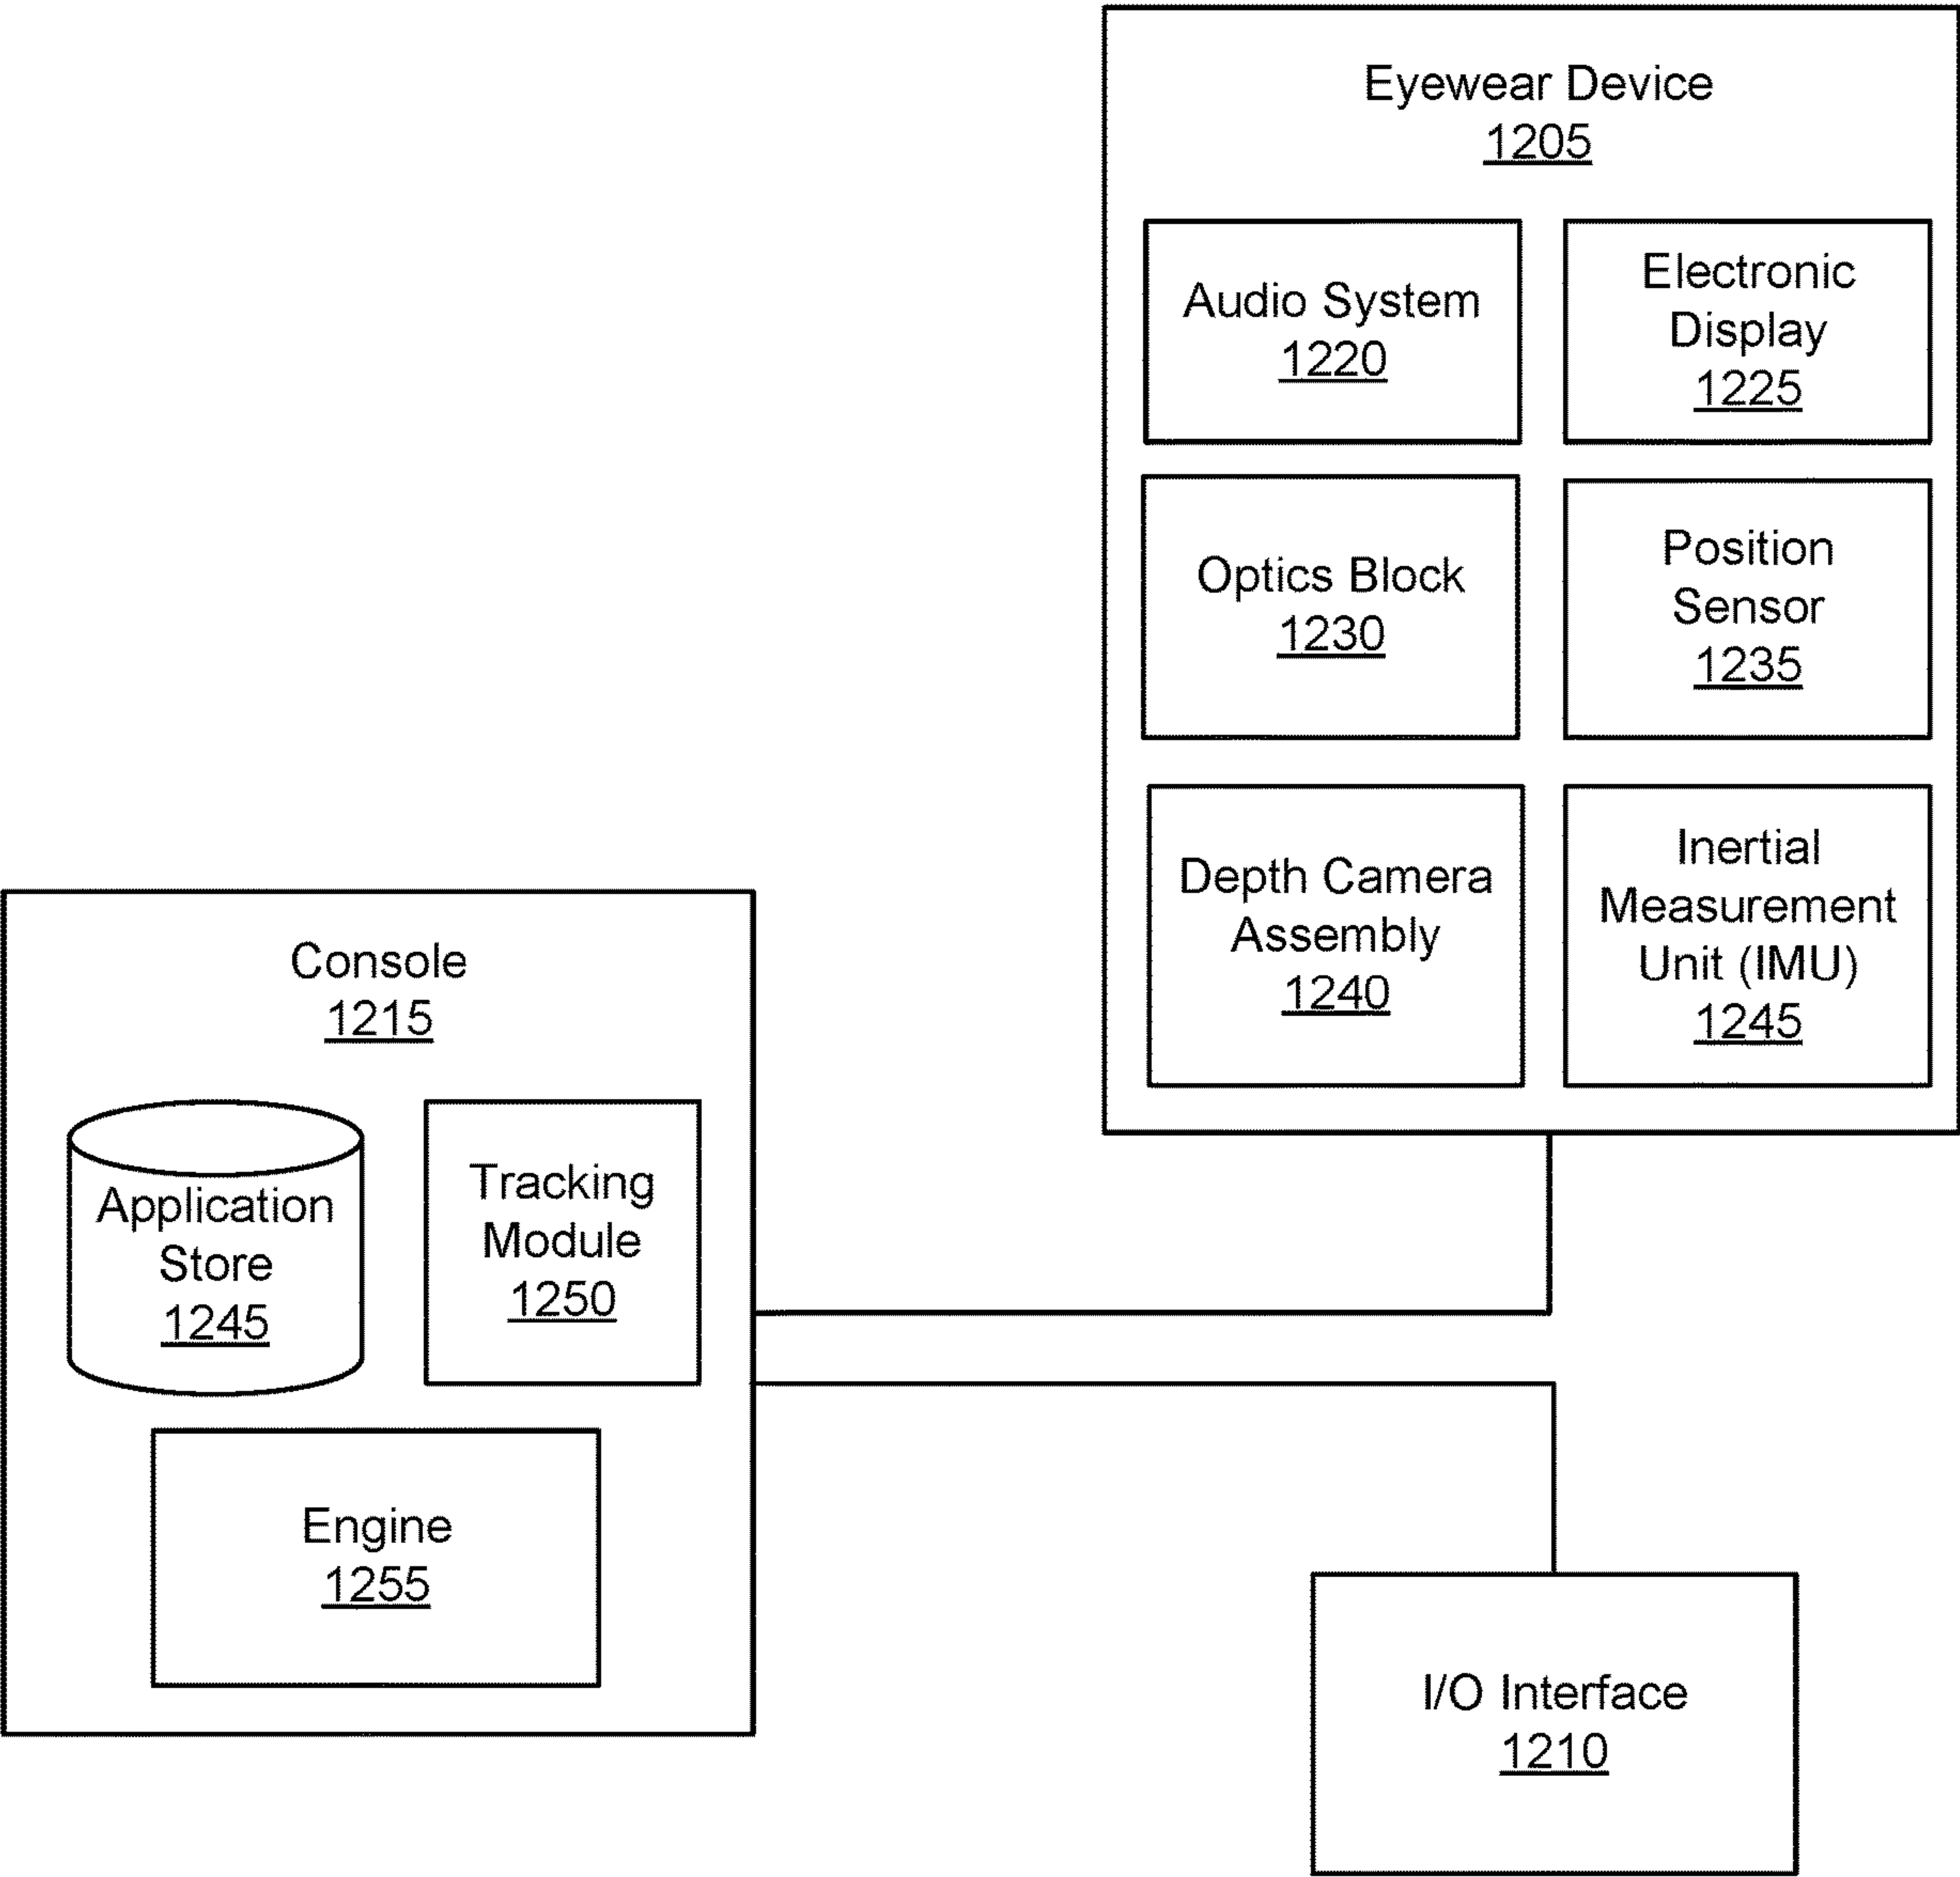 Eyewear Device
1205
Audio System
1220
Electronic
Display
1225
Optics Block
1230
Position
Sensor
1235
Depth Camera
Assembly
1240
Inertial
Measurement
Unit (IMU)
1245
Console
1215
Application
Store
1245
Tracking
Module
1250
Engine
1255
I/O Interface
1210